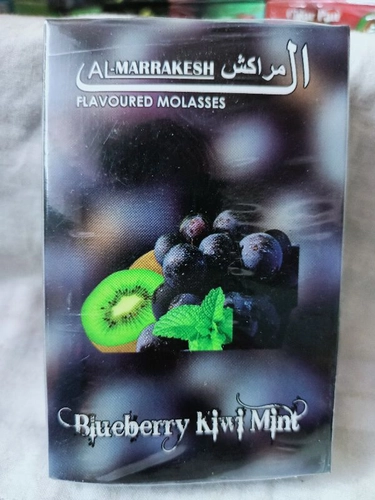 AL-MARRAKESH المراكش
FLAVOURED MOLASSES
Blueberry Kiwi Mint